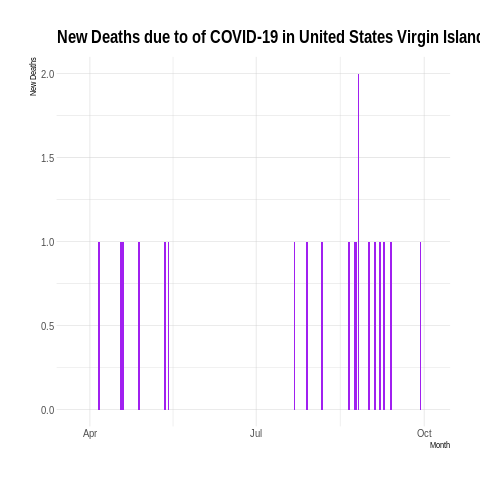 New Deaths due to of COVID-19 in United States Virgin Island
New Deaths
2.0
1.5
1.0
0.5
0.0
Apr
Jul
Oct
Month